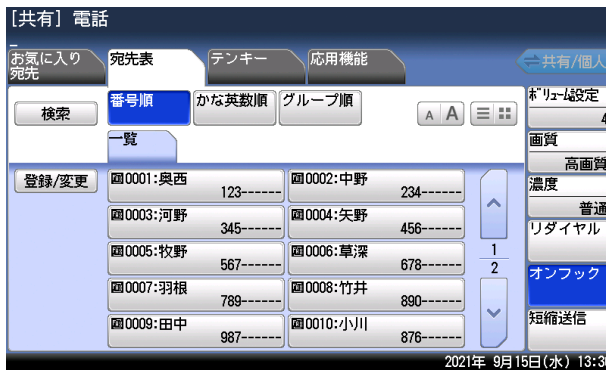 [共有] 電話
お気に入り
宛先
宛先表
テンキー
応用機能
共有/個人
検索
番号順
かな英数順
グループ順
A A
一覧
登録/変更
0001:奥西
123------
0002:中野
234------
0003:河野
345------
0004:矢野
456------
0005:牧野
567------
0006:草深
678------
0007:羽根
789------
0008:竹井
890------
0009:田中
987------
0010:小川
876------
1
2
ボリューム設定
4
画質
高画質
濃度
普通
リダイヤル
オンフック
短縮送信
2021年 9月15日(水) 13:3